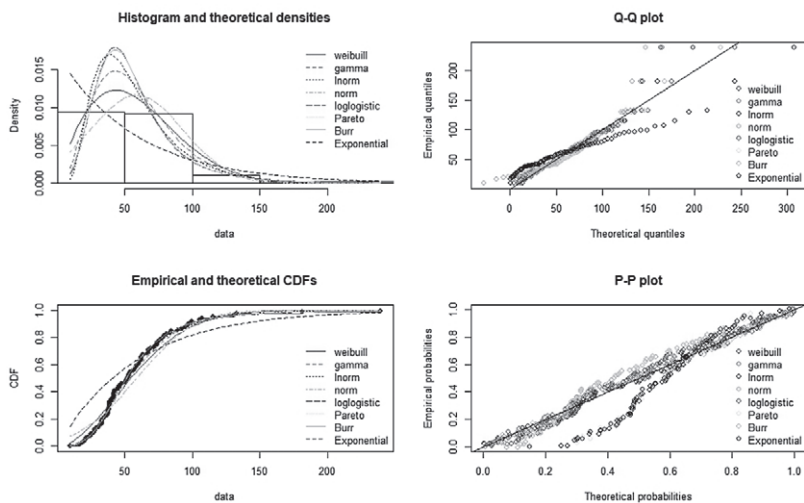 Histogram and theoretical densities
Density
0.000
0.005
0.010
0.015
50
100
150
200
data
weibuill
gamma
lnorm
norm
loglogistic
Pareto
Burr
Exponential
Q-Q plot
Empirical quantiles
50
100
150
200
0
50
100
150
200
250
300
Theoretical quantiles
weibuill
gamma
lnorm
norm
loglogistic
Pareto
Burr
Exponential
Empirical and theoretical CDFs
CDF
0.0
0.2
0.4
0.6
0.8
1.0
50
100
150
200
data
weibuill
gamma
lnorm
norm
loglogistic
Pareto
Burr
Exponential
P-P plot
Empirical probabilities
0.0
0.2
0.4
0.6
0.8
1.0
0.0
0.2
0.4
0.6
0.8
1.0
Theoretical probabilities
weibuill
gamma
lnorm
norm
loglogistic
Pareto
Burr
Exponential